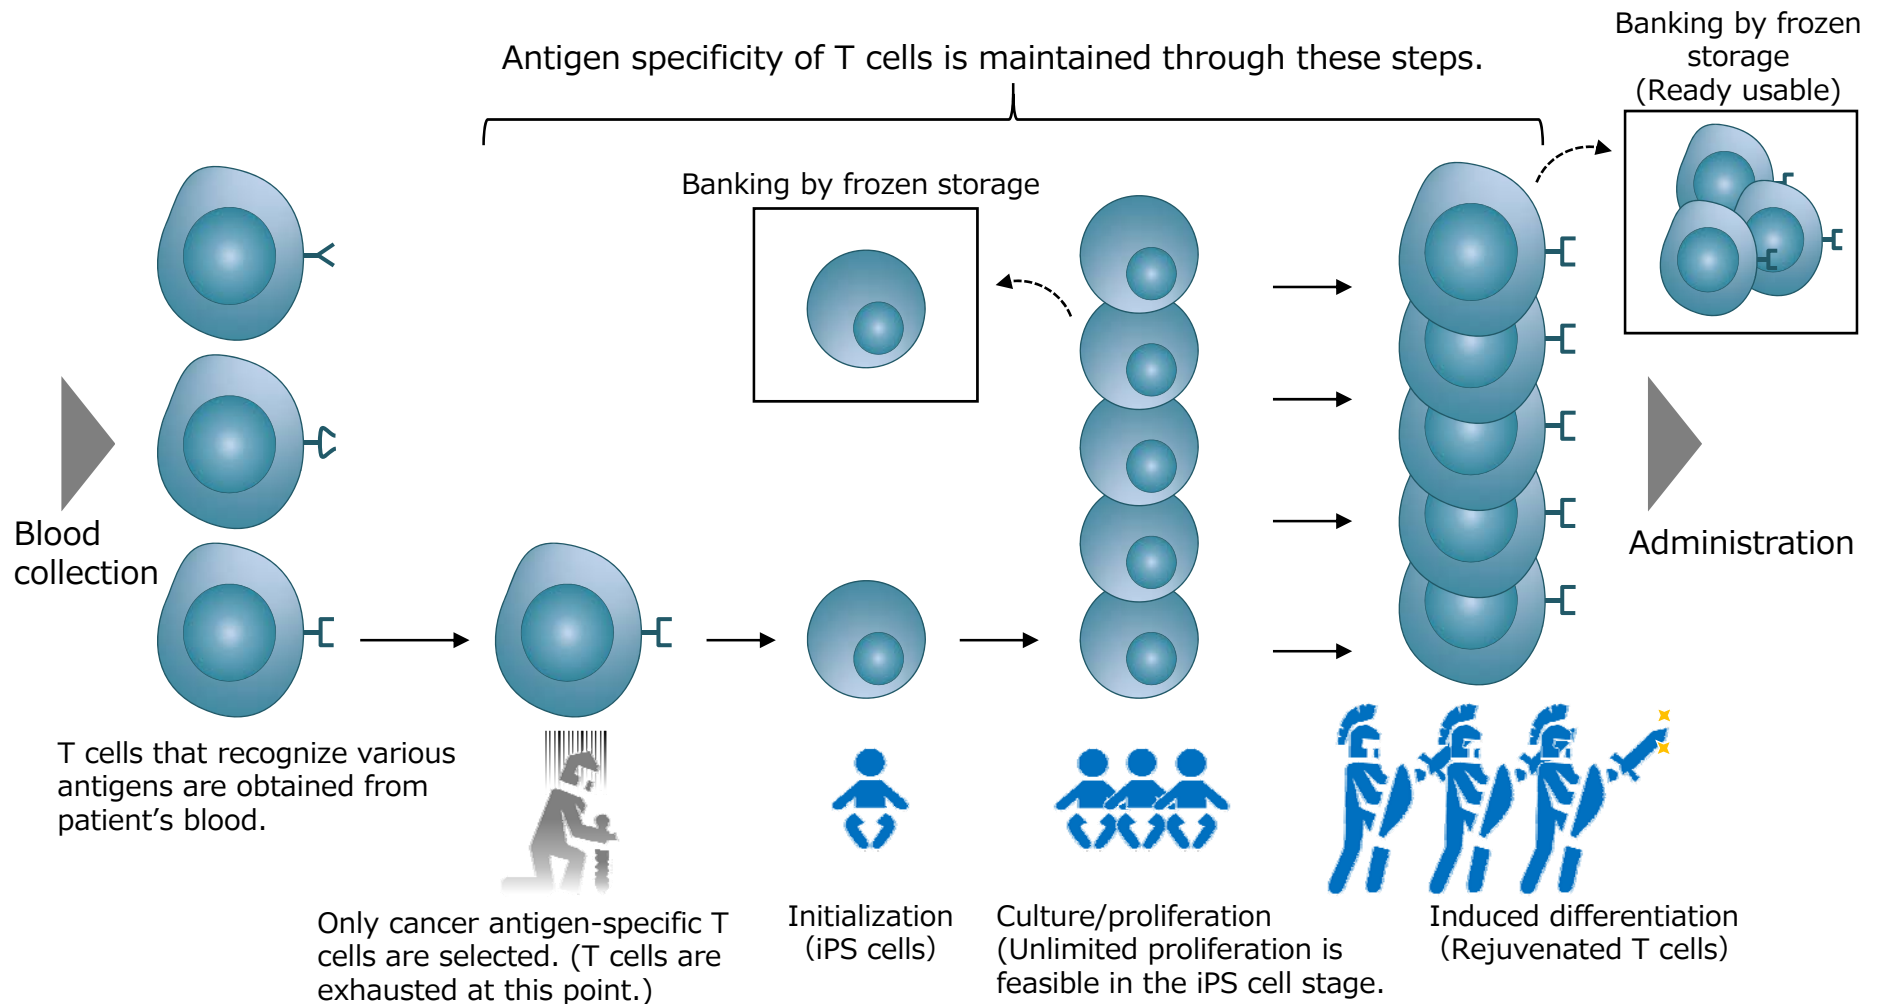 Banking by frozen
storage
(Ready usable)
Antigen specificity of T cells is maintained through these steps.
Banking by frozen storage
Blood
collection
Administration
T cells that recognize various
antigens are obtained from
patient’s blood.
Only cancer antigen-specific T
cells are selected. (T cells are
exhausted at this point.)
Initialization
(iPS cells)
Culture/proliferation
(Unlimited proliferation is
feasible in the iPS cell stage.
Induced differentiation
(Rejuvenated T cells)